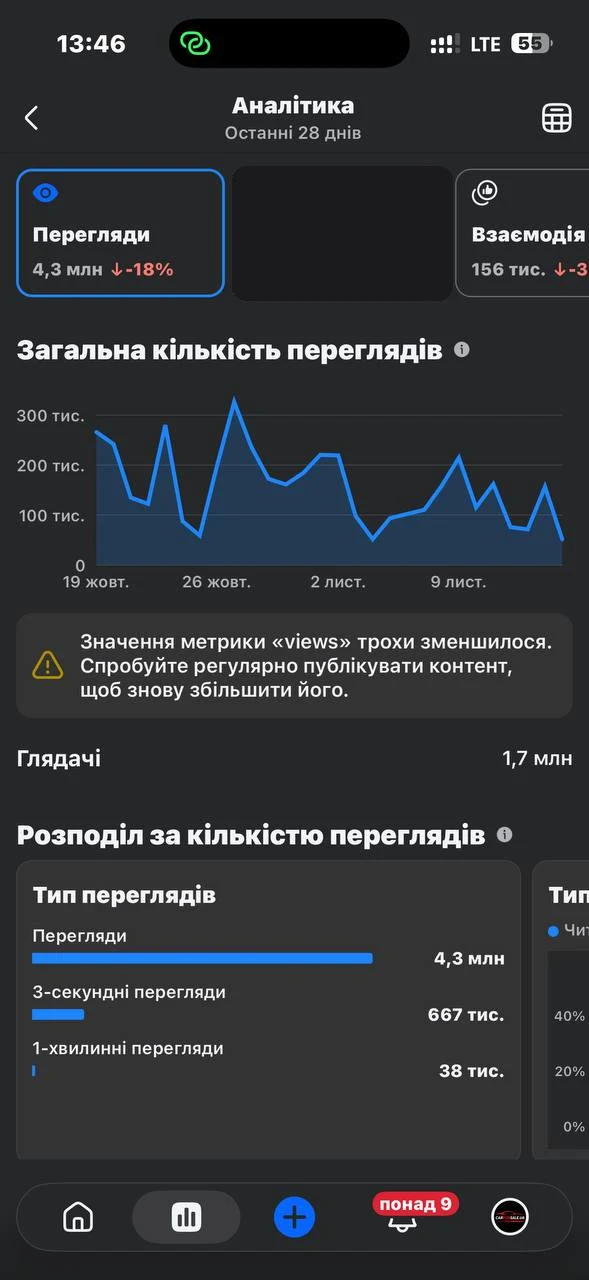 13:46
LTE
55
Аналітика
Останні 28 днів
Перегляди
4,3 млн ↓-18%
Взаємодія
156 тис. ↓-3
Загальна кількість переглядів
300 тис.
200 тис.
100 тис.
0
19 жовт. 26 жовт. 2 лист. 9 лист.
Значення метрики «views» трохи зменшилося.
Спробуйте регулярно публікувати контент,
щоб знову збільшити його.
Глядачі 1,7 млн
Розподіл за кількістю переглядів
Тип переглядів
Перегляди
4,3 млн
3-секундні перегляди
667 тис.
1-хвилинні перегляди
38 тис.
Тип
Чит
40%
20%
0%
понад 9